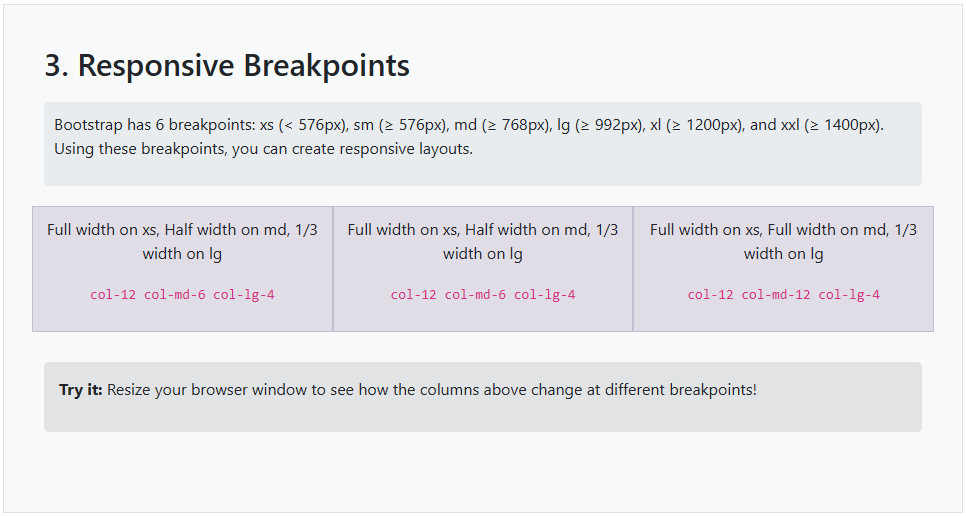 3. Responsive Breakpoints
Bootstrap has 6 breakpoints: xs (< 576px), sm (≥ 576px), md (≥ 768px), lg (≥ 992px), xl (≥ 1200px), and xxl (≥ 1400px).
Using these breakpoints, you can create responsive layouts.
Full width on xs, Half width on md, 1/3
width on lg
col-12 col-md-6 col-lg-4
Full width on xs, Half width on md, 1/3
width on lg
col-12 col-md-6 col-lg-4
Full width on xs, Full width on md, 1/3
width on lg
col-12 col-md-12 col-lg-4
Try it: Resize your browser window to see how the columns above change at different breakpoints!